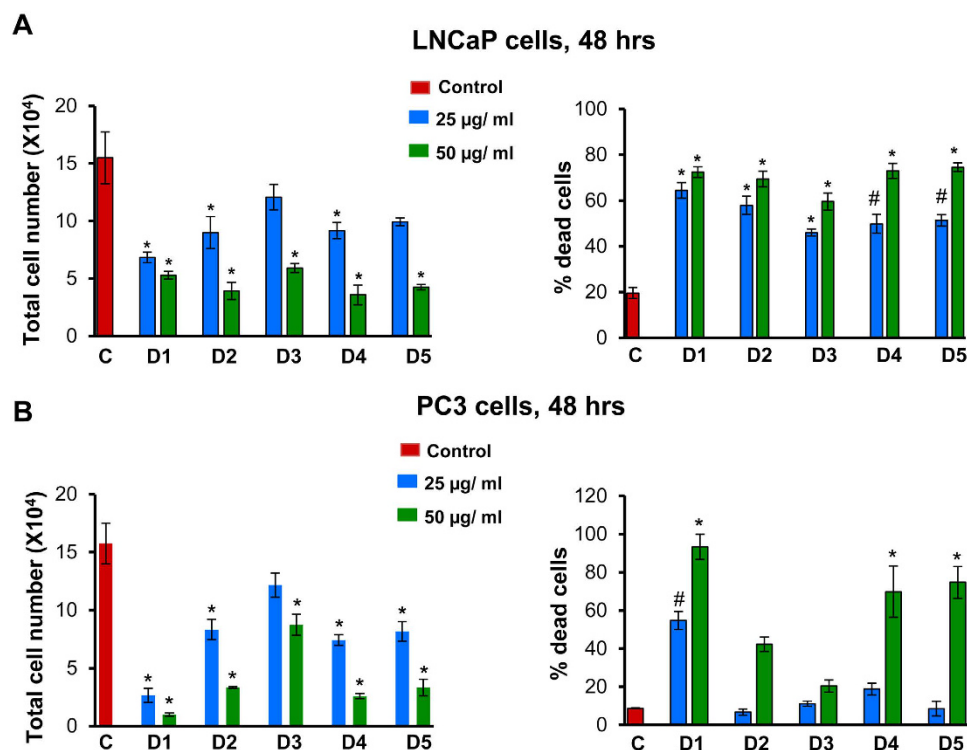 A
LNCaP cells, 48 hrs
Control
25 µg/ ml
50 µg/ ml
Total cell number (X10⁴)
20
15
10
5
0
* * * * * * * *
C D1 D2 D3 D4 D5
% dead cells
100
80
60
40
20
0
* * * * * * # * # *
C D1 D2 D3 D4 D5
B
PC3 cells, 48 hrs
Control
25 µg/ ml
50 µg/ ml
Total cell number (X10⁴)
20
15
10
5
0
* * * * * * * * *
C D1 D2 D3 D4 D5
% dead cells
120
100
80
60
40
20
0
# * * *
C D1 D2 D3 D4 D5